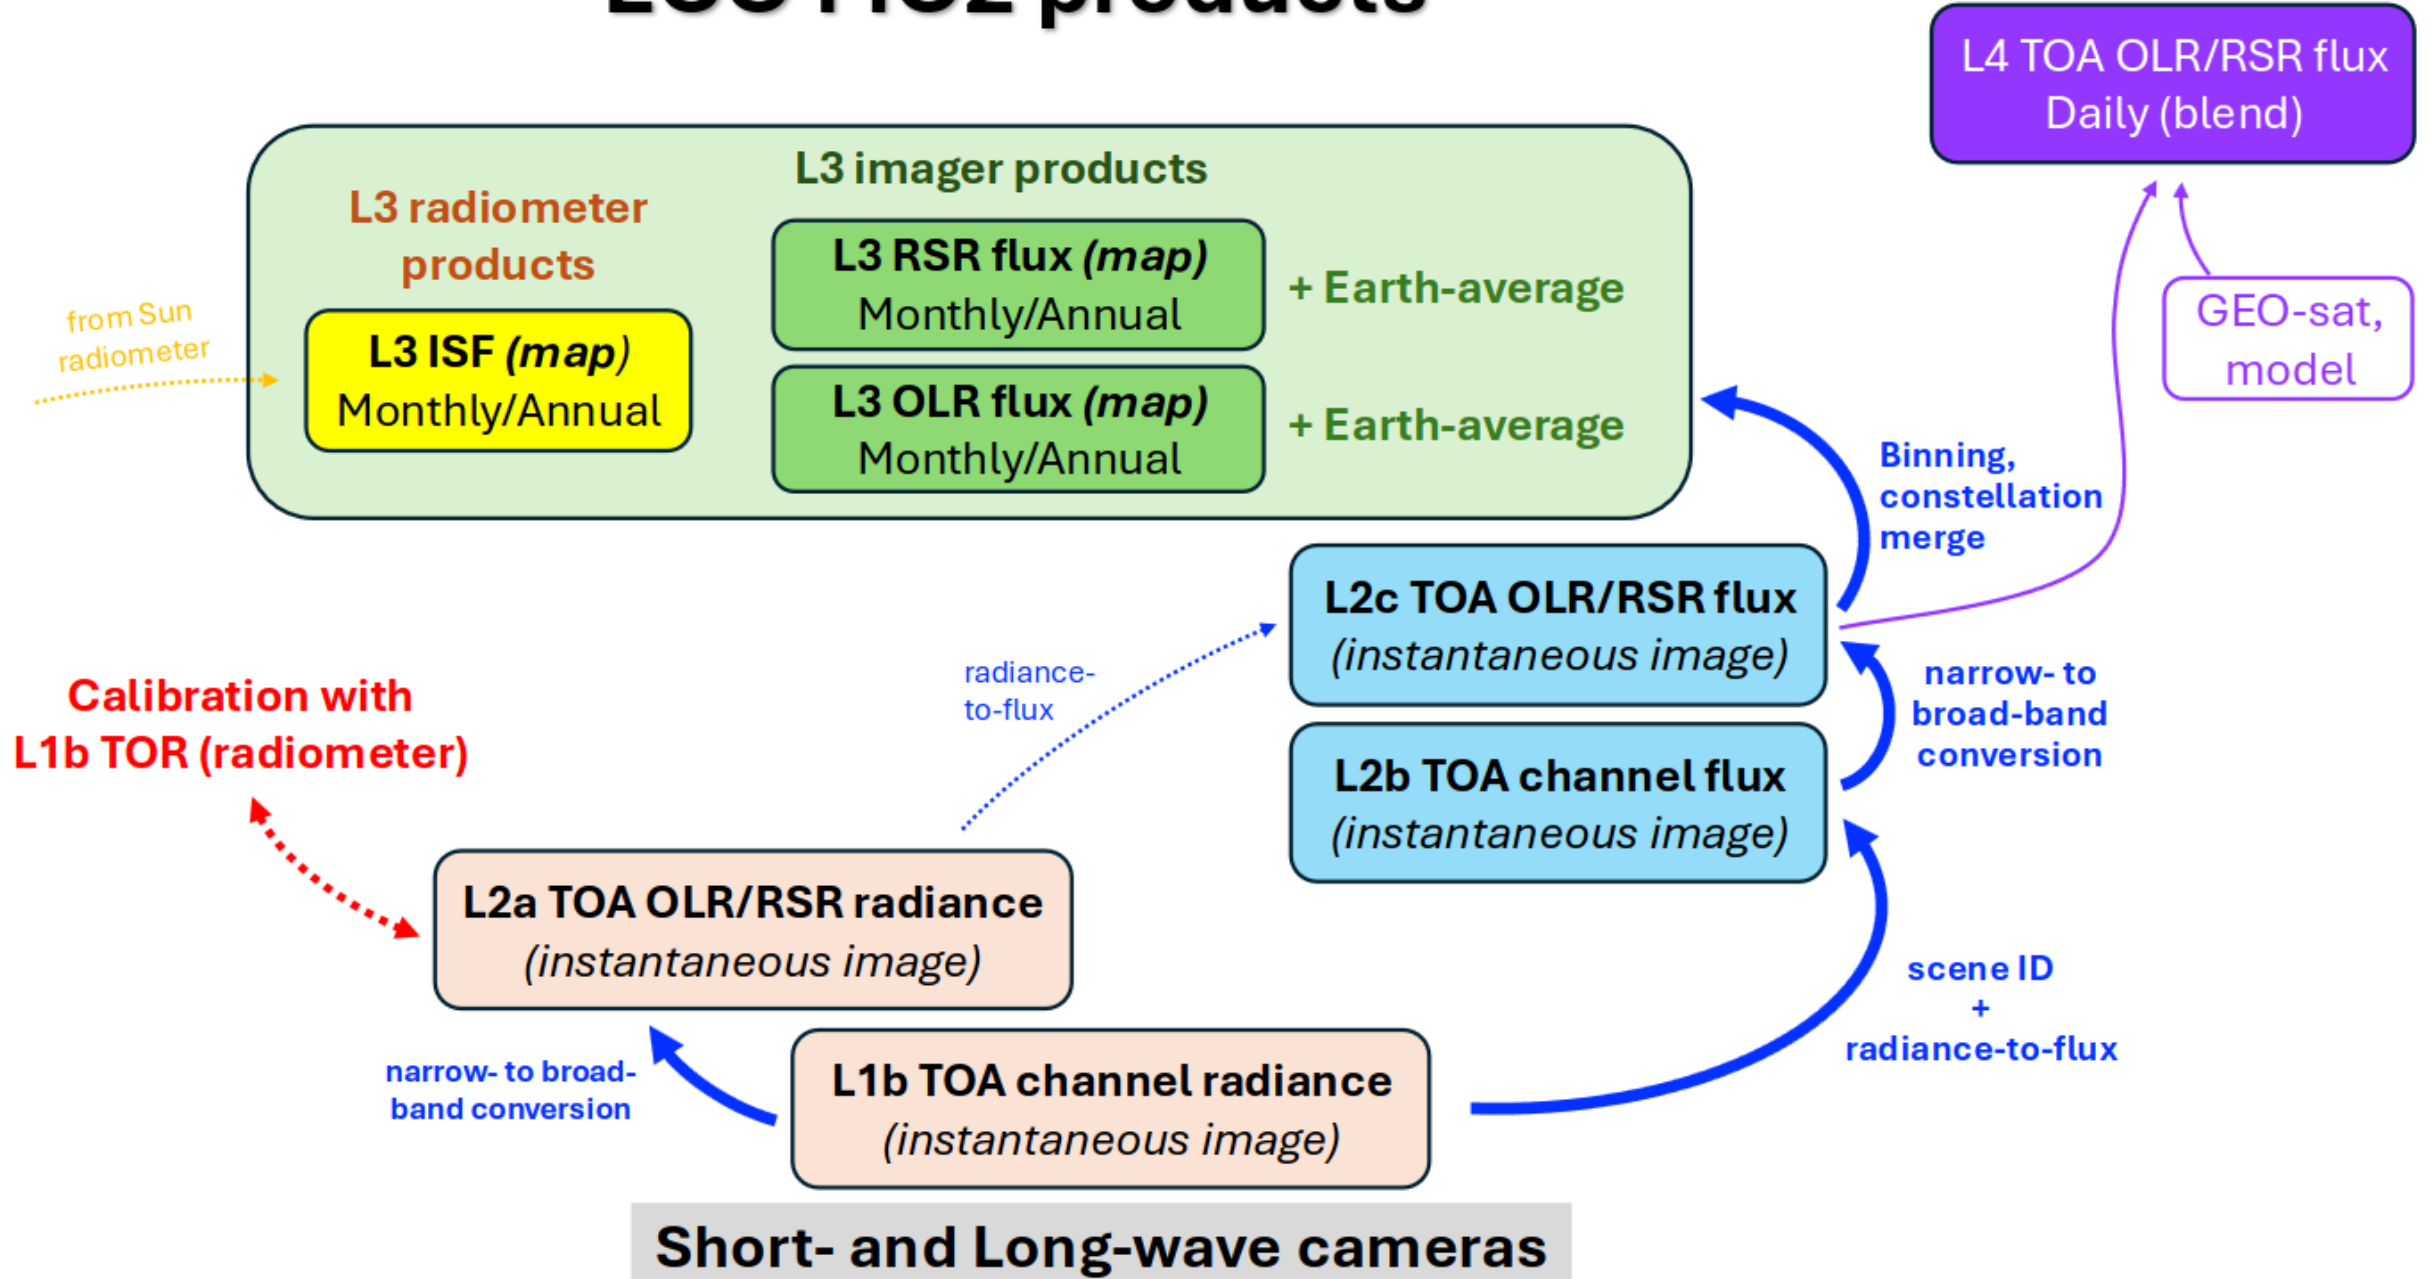 products
L4 TOA OLR/RSR flux
Daily (blend)
L3 imager products
L3 radiometer
products
L3 RSR flux (map)
Monthly/Annual
+ Earth-average
from Sun
radiometer
L3 ISF (map)
Monthly/Annual
L3 OLR flux (map)
Monthly/Annual
+ Earth-average
GEO-sat,
model
Binning,
constellation
merge
L2c TOA OLR/RSR flux
(instantaneous image)
radiance-
to-flux
narrow- to
broad-band
conversion
Calibration with
L1b TOR (radiometer)
L2b TOA channel flux
(instantaneous image)
L2a TOA OLR/RSR radiance
(instantaneous image)
scene ID
+
radiance-to-flux
narrow- to broad-
band conversion
L1b TOA channel radiance
(instantaneous image)
Short- and Long-wave cameras